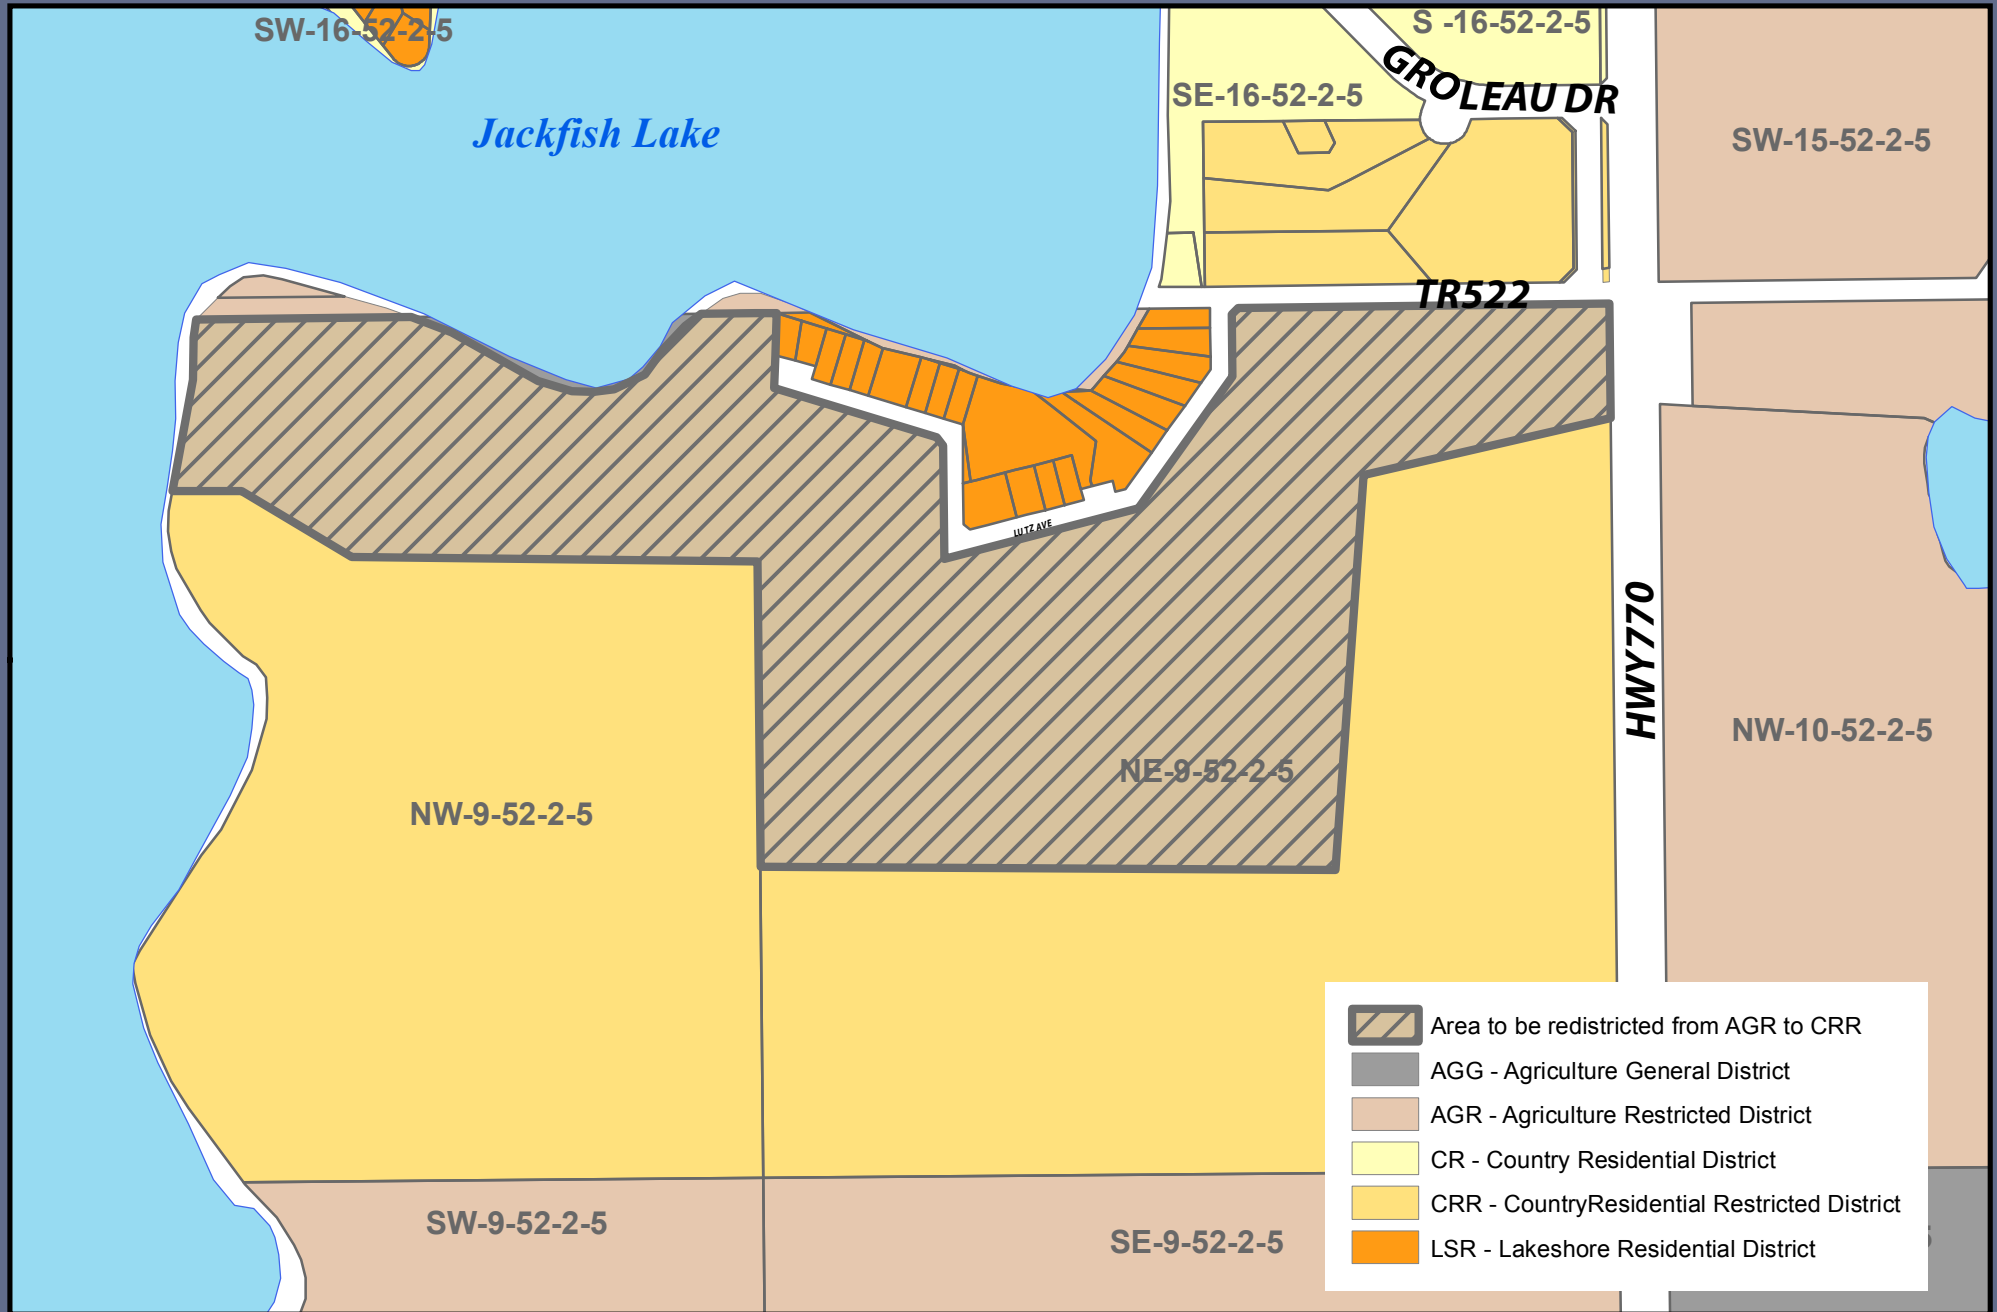 SW-16-52-2-5
S -16-52-2-5
GROLEAU DR
SE-16-52-2-5
Jackfish Lake
SW-15-52-2-5
TR522
LUTZ AVE
HWY770
NW-10-52-2-5
NE-9-52-2-5
NW-9-52-2-5
SW-9-52-2-5
SE-9-52-2-5
Area to be redistricted from AGR to CRR
AGG - Agriculture General District
AGR - Agriculture Restricted District
CR - Country Residential District
CRR - CountryResidential Restricted District
LSR - Lakeshore Residential District